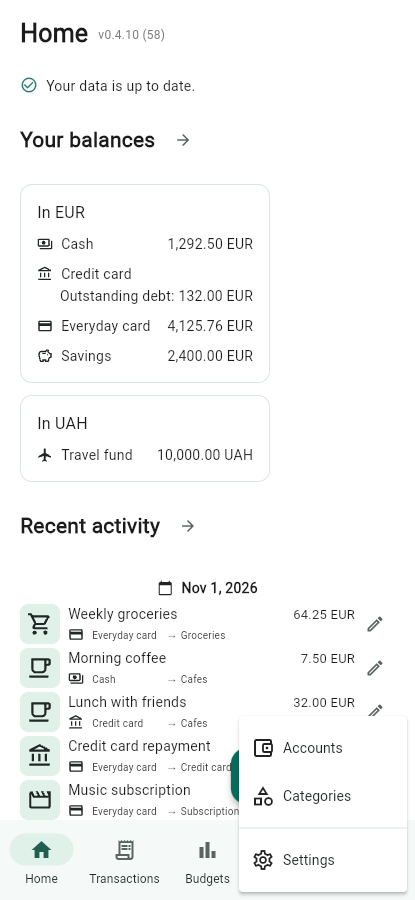 Home v0.4.10 (58)
Your data is up to date.
Your balances →
In EUR
Cash 1,292.50 EUR
Credit card
Outstanding debt: 132.00 EUR
Everyday card 4,125.76 EUR
Savings 2,400.00 EUR
In UAH
Travel fund 10,000.00 UAH
Recent activity →
Nov 1, 2026
Weekly groceries 64.25 EUR
Everyday card → Groceries
Morning coffee 7.50 EUR
Cash → Cafes
Lunch with friends 32.00 EUR
Credit card → Cafes
Credit card repayment
Everyday card → Credit card
Music subscription
Everyday card → Subscription
Accounts
Categories
Settings
Home Transactions Budgets